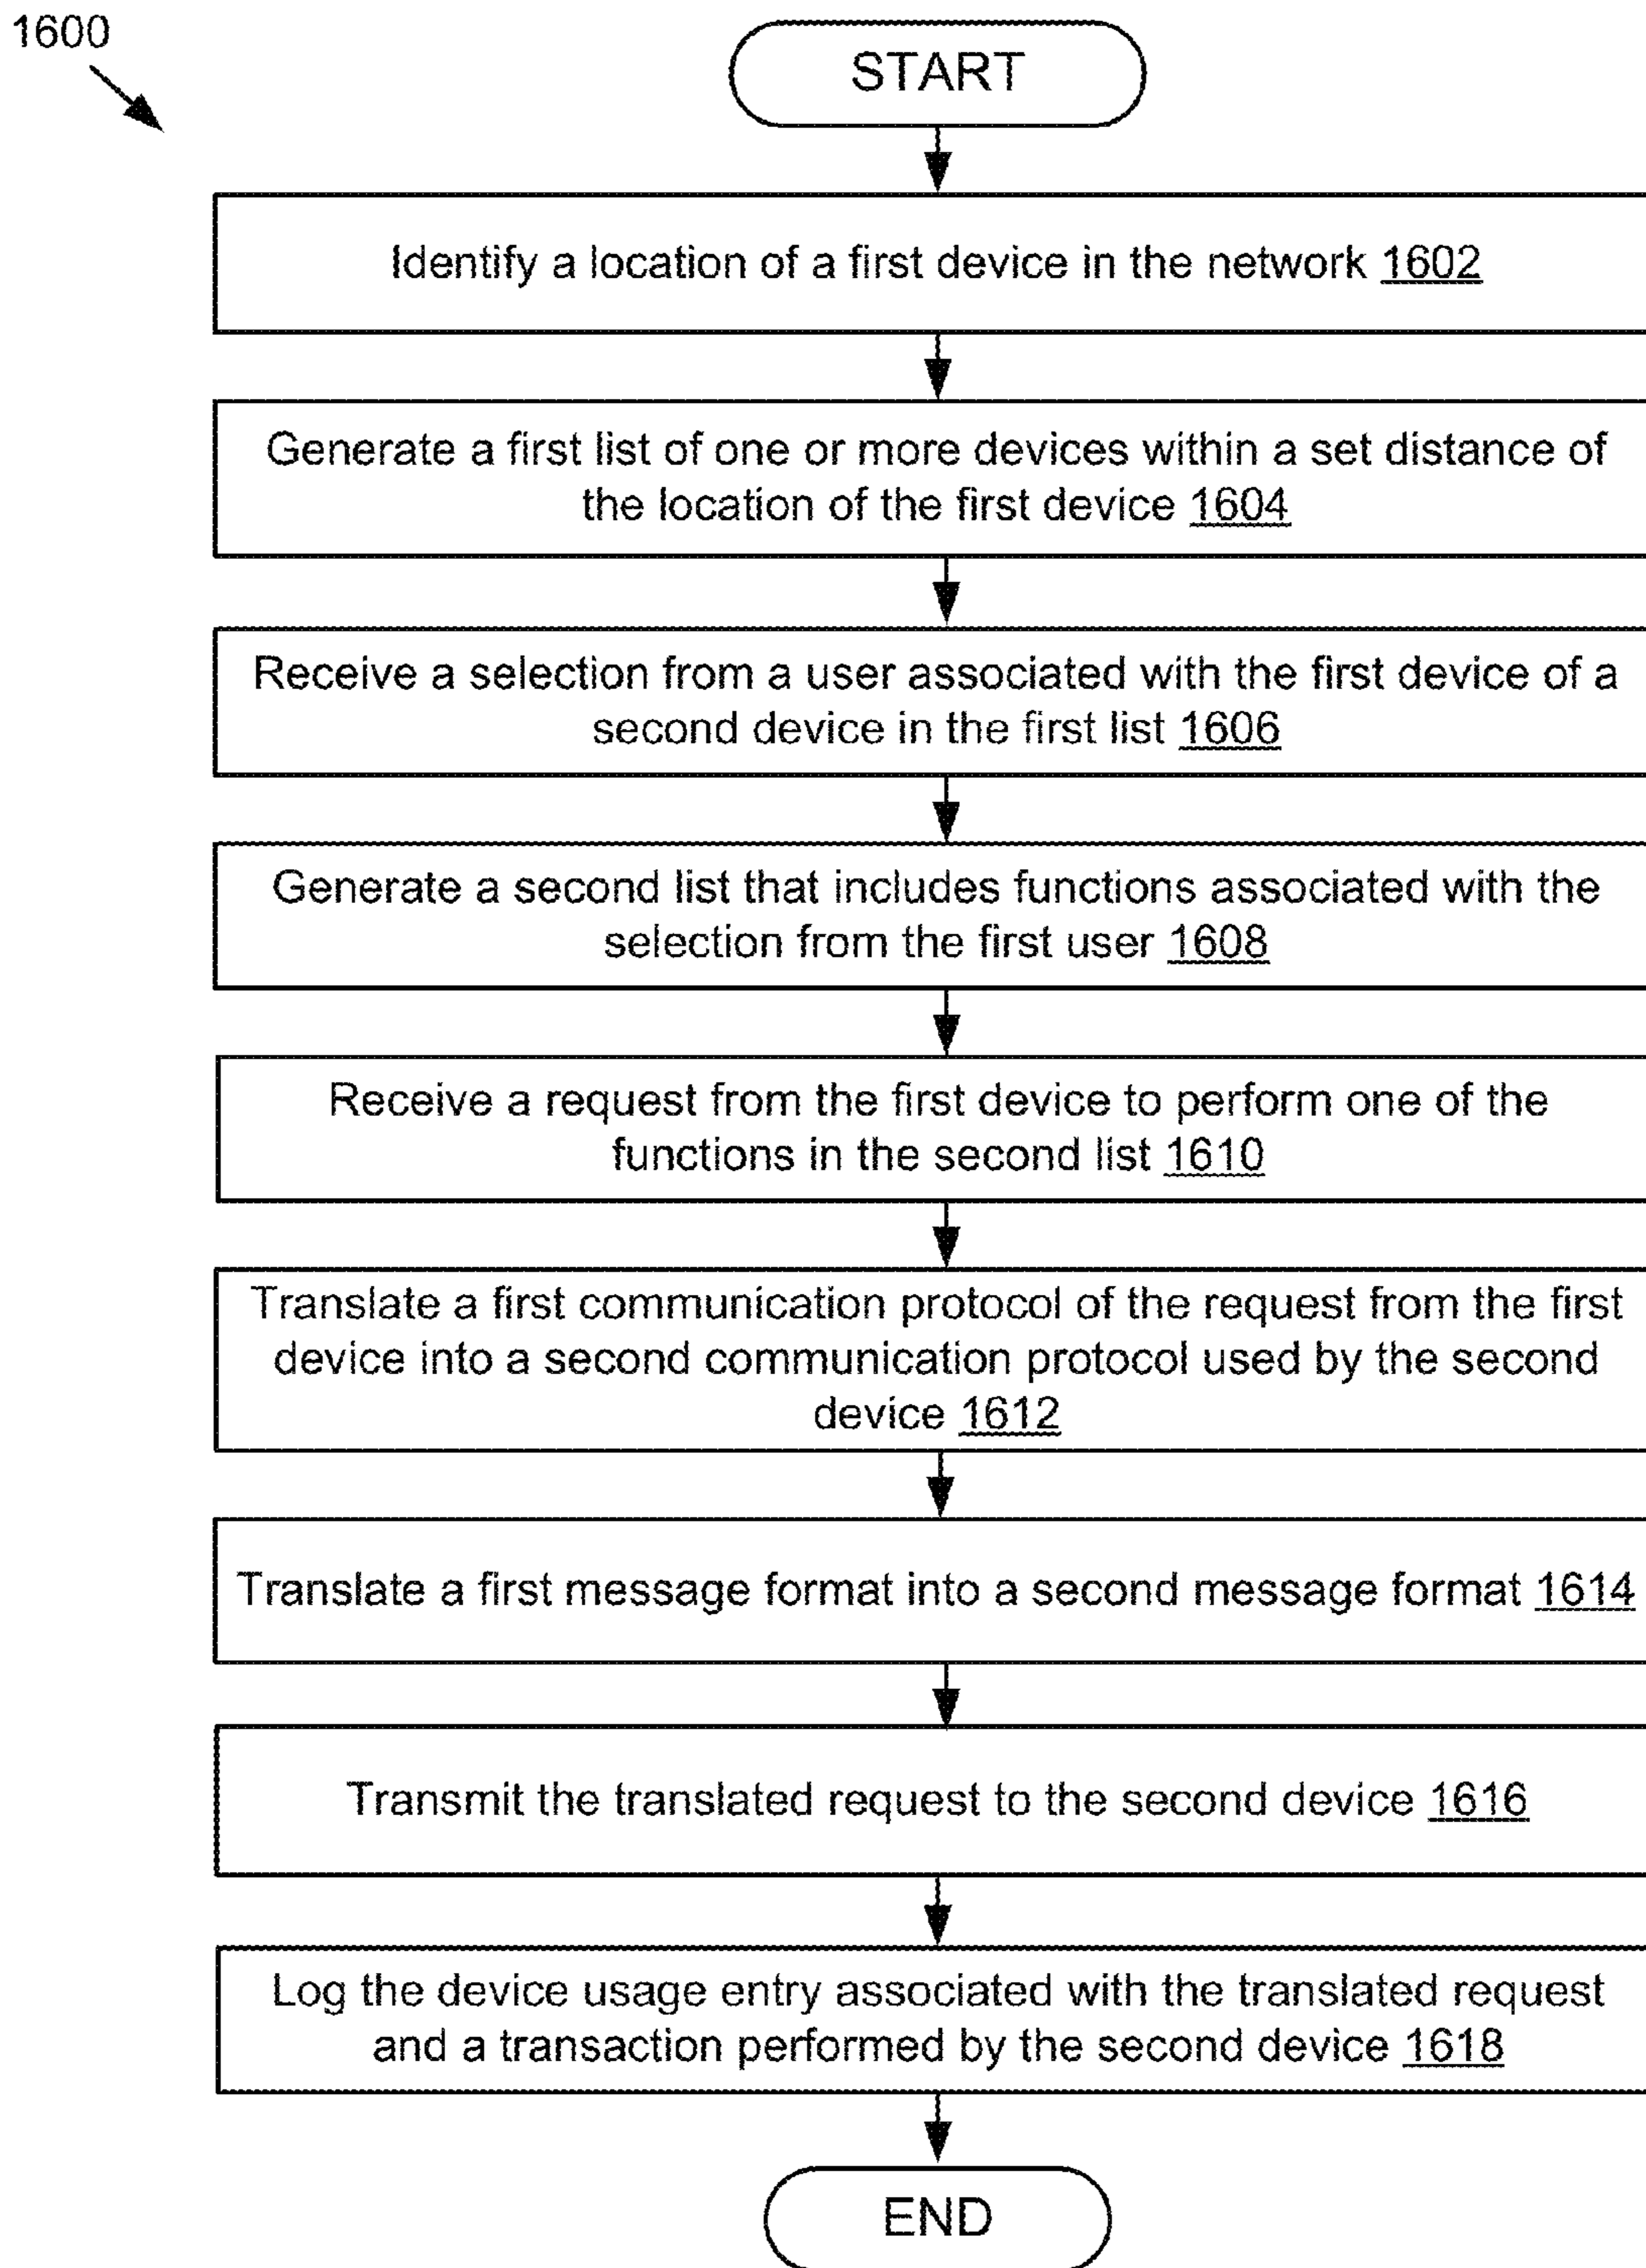 1600
START
Identify a location of a first device in the network 1602
Generate a first list of one or more devices within a set distance of
the location of the first device 1604
Receive a selection from a user associated with the first device of a
second device in the first list 1606
Generate a second list that includes functions associated with the
selection from the first user 1608
Receive a request from the first device to perform one of the
functions in the second list 1610
Translate a first communication protocol of the request from the first
device into a second communication protocol used by the second
device 1612
Translate a first message format into a second message format 1614
Transmit the translated request to the second device 1616
Log the device usage entry associated with the translated request
and a transaction performed by the second device 1618
END